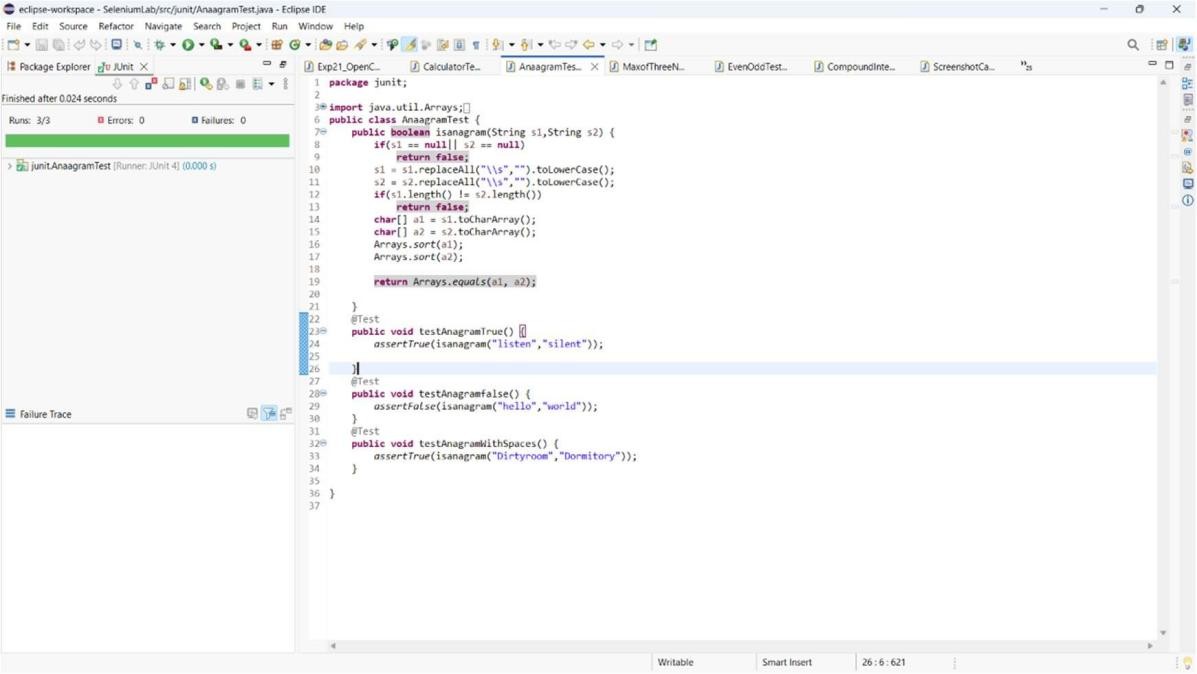 eclipse-workspace - SeleniumLab/src/junit/AnaagramTest.java - Eclipse IDE
File Edit Source Refactor Navigate Search Project Run Window Help
Package Explorer JUnit
Finished after 0.024 seconds
Runs: 3/3 Errors: 0 Failures: 0
junit.AnaagramTest [Runner: JUnit 4] (0.000 s)
Failure Trace
Exp21_OpenC... CalculatorTe... AnaagramTes... MaxofThreeN... EvenOddTest... CompoundInte... ScreenshotCa... »25
1 package junit;
2
3 import java.util.Arrays;
6 public class AnaagramTest {
7 public boolean isanagram(String s1,String s2) {
8 if(s1 == null|| s2 == null)
9 return false;
10 s1 = s1.replaceAll("\\s","").toLowerCase();
11 s2 = s2.replaceAll("\\s","").toLowerCase();
12 if(s1.length() != s2.length())
13 return false;
14 char[] a1 = s1.toCharArray();
15 char[] a2 = s2.toCharArray();
16 Arrays.sort(a1);
17 Arrays.sort(a2);
18
19 return Arrays.equals(a1, a2);
20
21 }
22 @Test
23 public void testAnagramTrue() {
24 assertTrue(isanagram("listen","silent"));
25
26 }
27 @Test
28 public void testAnagramfalse() {
29 assertFalse(isanagram("hello","world"));
30 }
31 @Test
32 public void testAnagramWithSpaces() {
33 assertTrue(isanagram("Dirtyroom","Dormitory"));
34 }
35
36 }
37
Writable Smart Insert 26 : 6 : 621